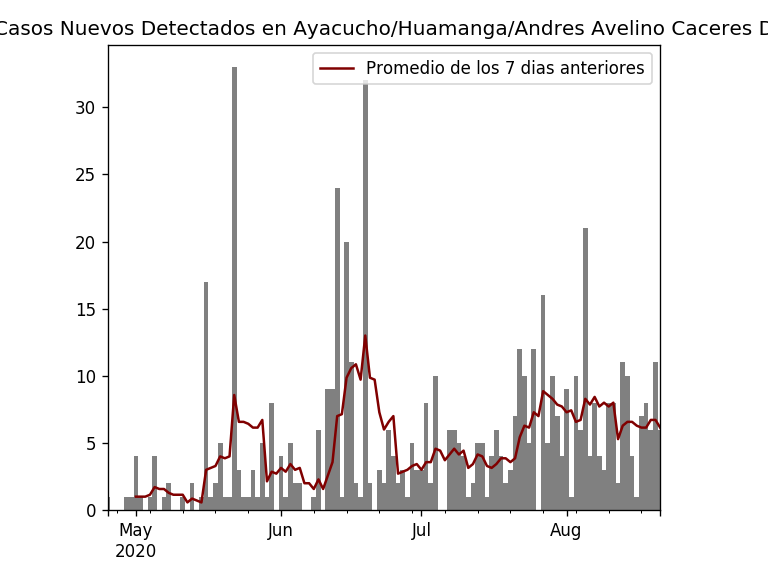 Casos Nuevos Detectados en Ayacucho/Huamanga/Andres Avelino Caceres D
Promedio de los 7 dias anteriores
30
25
20
15
10
5
0
May Jun Jul Aug
2020